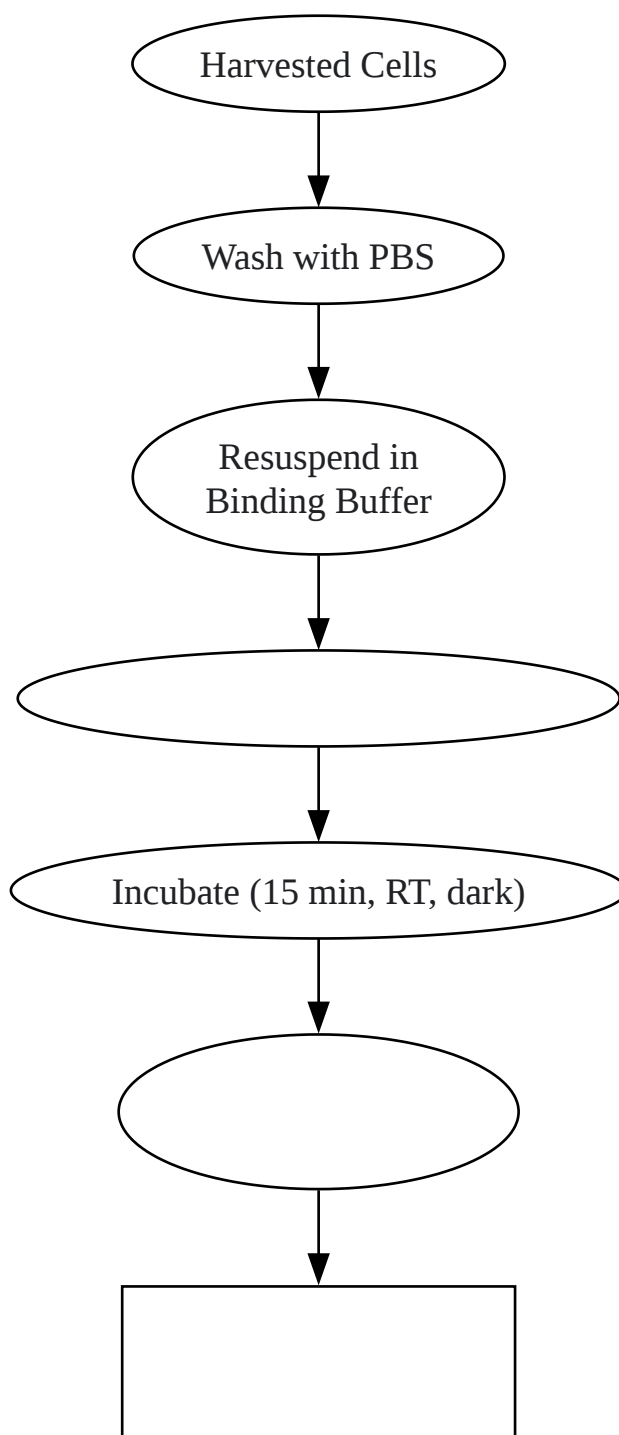 Harvested Cells
Wash with PBS
Resuspend in
Binding Buffer
Incubate (15 min, RT, dark)